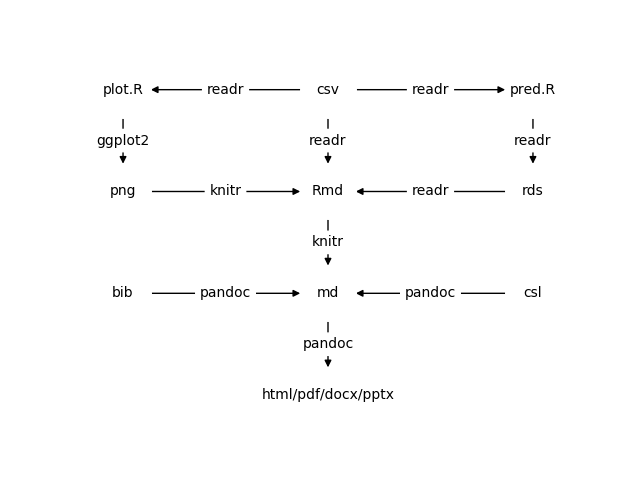 plot.R readr csv readr pred.R
ggplot2 readr readr
png knitr Rmd readr rds
knitr
bib pandoc md pandoc csl
pandoc
html/pdf/docx/pptx